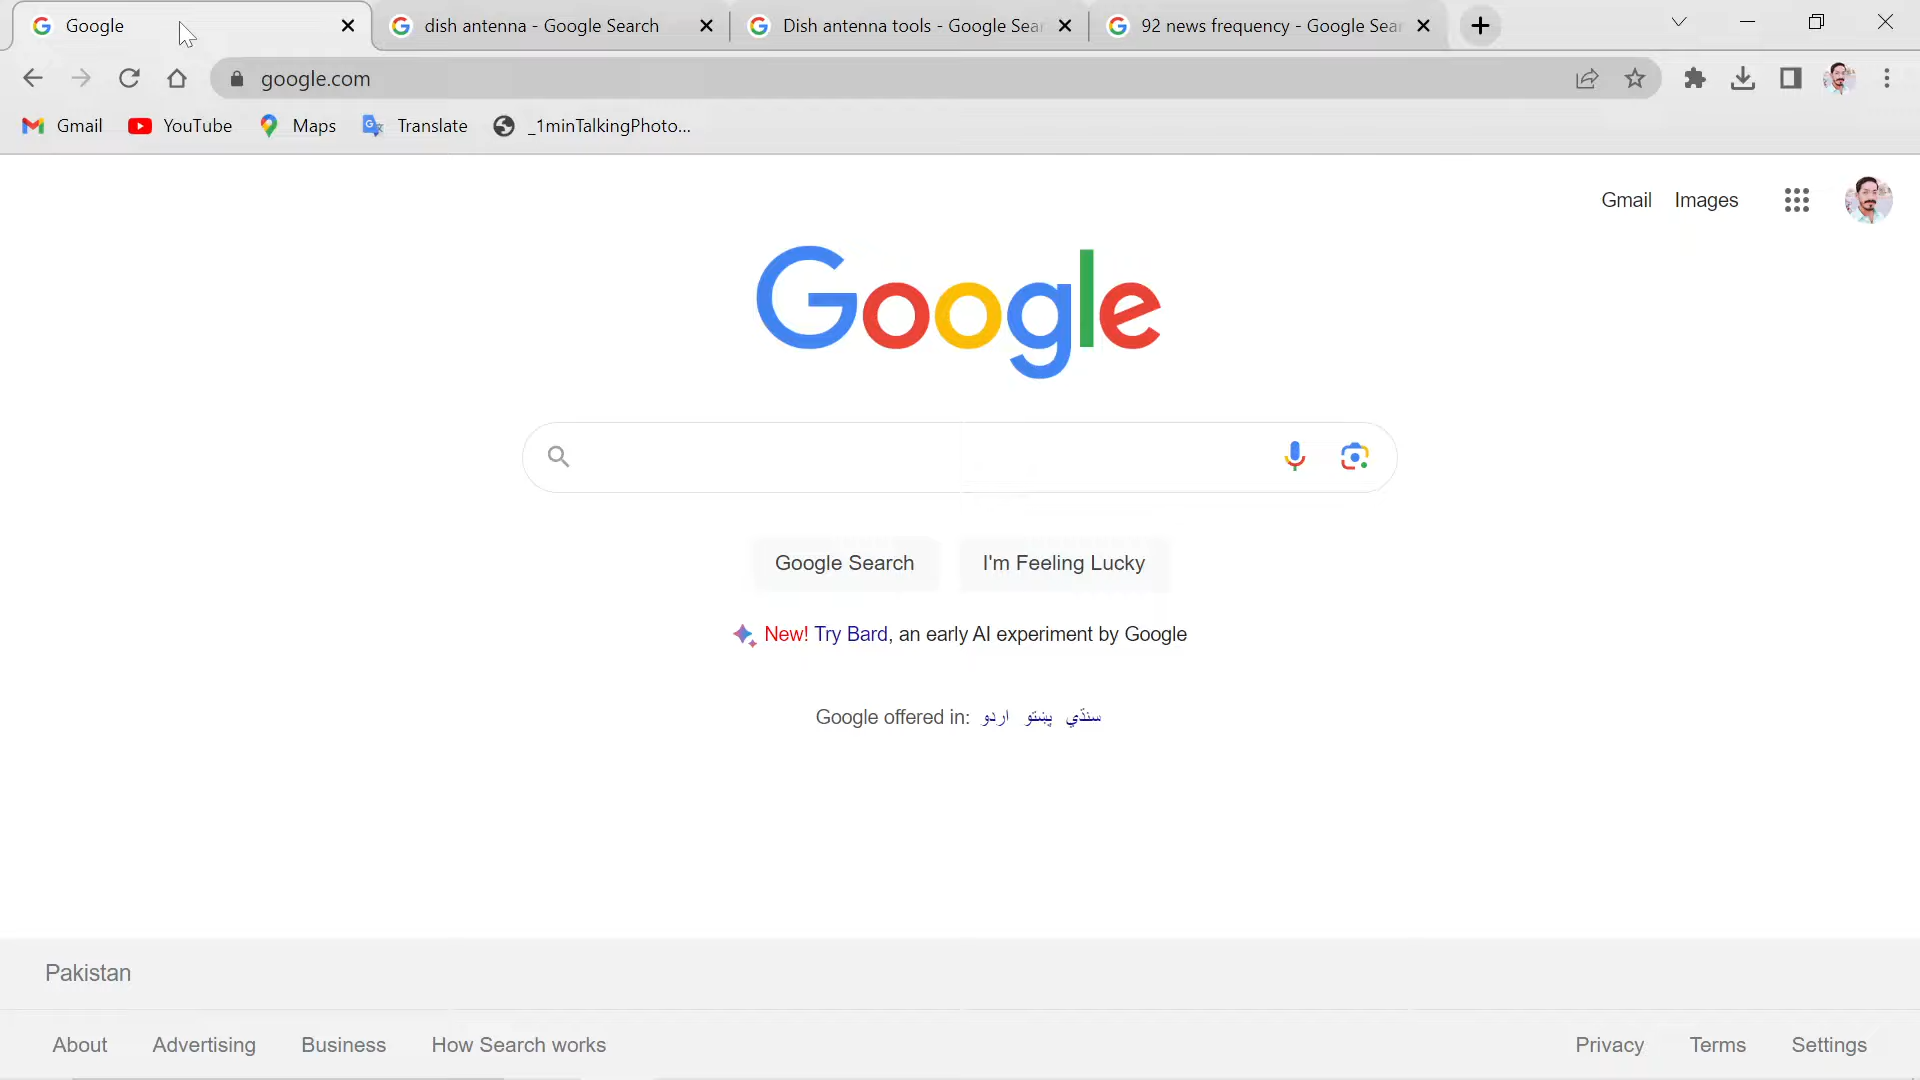 Google
dish antenna - Google Search
Dish antenna tools - Google Sear
92 news frequency - Google Sear
google.com
Gmail
YouTube
Maps
Translate
_1minTalkingPhoto...
Gmail Images
Google
Google Search
I'm Feeling Lucky
New! Try Bard, an early AI experiment by Google
Google offered in: اردو پښتو سنڌي
Pakistan
About Advertising Business How Search works
Privacy Terms Settings